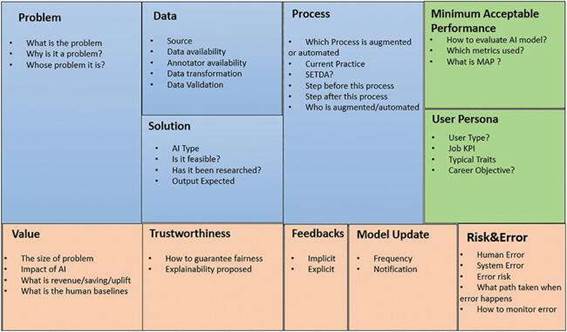 Problem
• What is the problem
• Why is it a problem?
• Whose problem it is?
Data
• Source
• Data availability
• Annotator availability
• Data transformation
• Data Validation
Solution
• AI Type
• Is it feasible?
• Has it been researched?
• Output Expected
Process
• Which Process is augmented
or automated
• Current Practice
• SETDA?
• Step before this process
• Step after this process
• Who is augmented/automated
Minimum Acceptable
Performance
• How to evaluate AI model?
• Which metrics used?
• What is MAP ?
User Persona
• User Type?
• Job KPI
• Typical Traits
• Career Objective?
Value
• The size of problem
• Impact of AI
• What is revenue/saving/uplift
• What is the human baselines
Trustworthiness
• How to guarantee fairness
• Explainability proposed
Feedbacks
• Implicit
• Explicit
Model Update
• Frequency
• Notification
Risk&Error
• Human Error
• System Error
• Error risk
• What path taken when
error happens
• How to monitor error